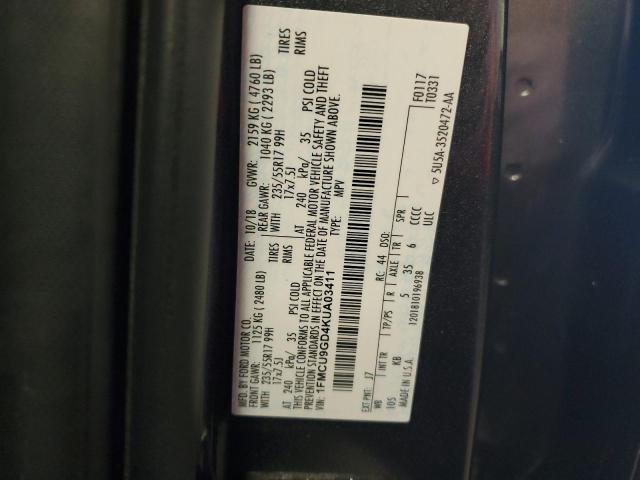 MFD. BY FORD MOTOR CO.
DATE: 10/18 GVWR: 2159 KG ( 4760 LB)
FRONT GAWR: 1125 KG ( 2480 LB) REAR GAWR: 1040 KG ( 2293 LB)
WITH 235/55R17 99H TIRES WITH 235/55R17 99H TIRES
17x7.5J RIMS 17x7.5J RIMS
AT 240 kPa/ 35 PSI COLD AT 240 kPa/ 35 PSI COLD
THIS VEHICLE CONFORMS TO ALL APPLICABLE FEDERAL MOTOR VEHICLE SAFETY AND THEFT
PREVENTION STANDARDS IN EFFECT ON THE DATE OF MANUFACTURE SHOWN ABOVE.
VIN: 1FMCU9GD4KUA03411 TYPE: MPV
EXT PNT: J7 RC: 44 DSO: F0117
T0331
WB TP/PS R AXLE TR SPR
105 KB 5 35 6 CCCC
ULC
MADE IN U.S.A. 1201810196938 ▽ 5U5A-3520472-AA